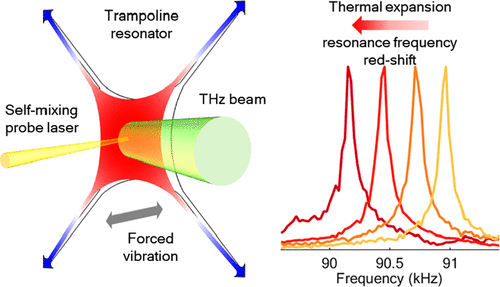 Trampoline
resonator
Self-mixing
probe laser
THz beam
Forced
vibration
Thermal expansion
resonance frequency
red-shift
90 90.5 91
Frequency (kHz)